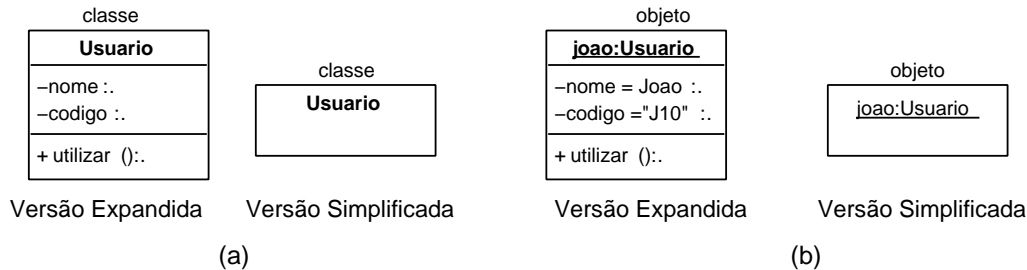 classe
Usuario
−nome :.
−codigo :.
+ utilizar ():.
Versão Expandida
classe
Usuario
Versão Simplificada
(a)
objeto
joao:Usuario
−nome = Joao :.
−codigo ="J10" :.
+ utilizar ():.
Versão Expandida
objeto
joao:Usuario
Versão Simplificada
(b)